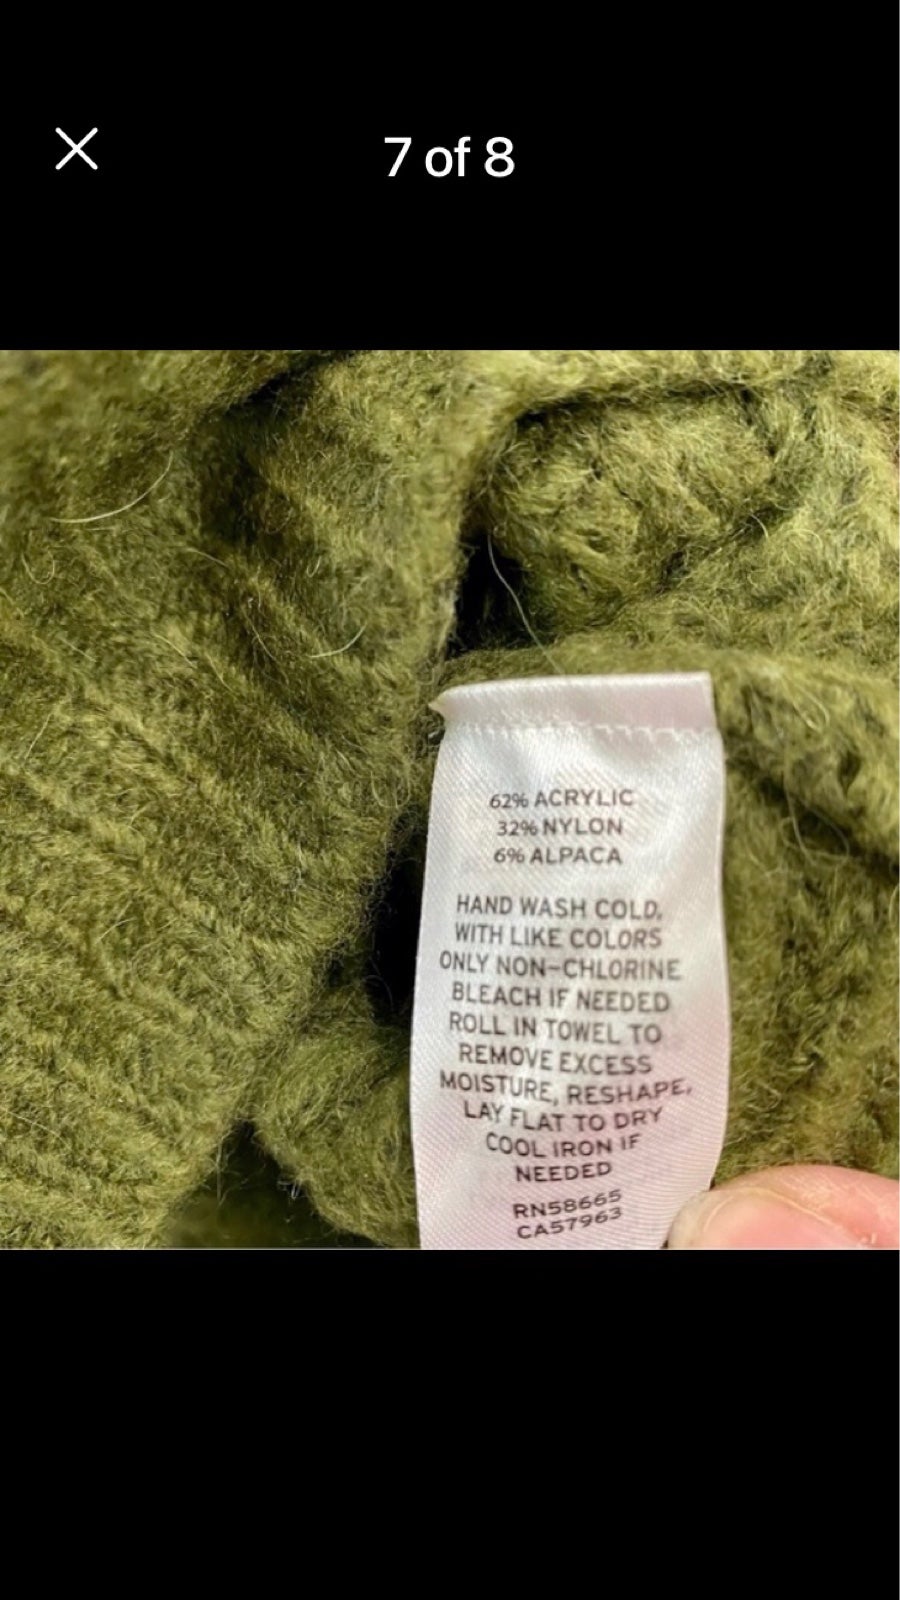 7 of 8
62% ACRYLIC
32% NYLON
6% ALPACA
HAND WASH COLD,
WITH LIKE COLORS
ONLY NON-CHLORINE
BLEACH IF NEEDED
ROLL IN TOWEL TO
REMOVE EXCESS
MOISTURE, RESHAPE,
LAY FLAT TO DRY
COOL IRON IF
NEEDED
RN58665
CA57963